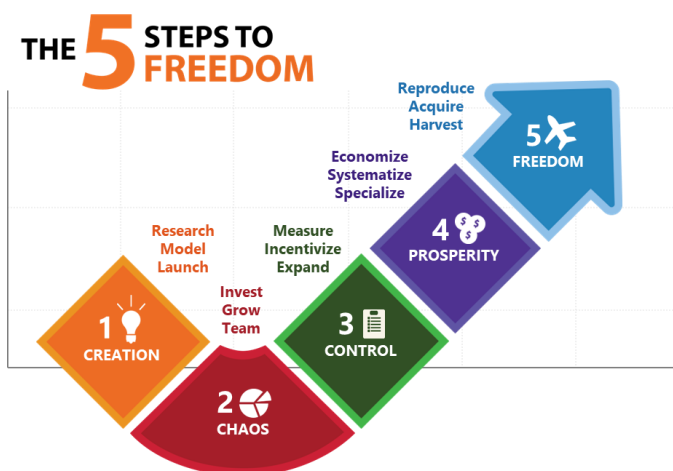 THE 5 STEPS TO
FREEDOM
Research
Model
Launch
1
CREATION
Invest
Grow
Team
2
CHAOS
Measure
Incentivize
Expand
3
CONTROL
Economize
Systematize
Specialize
4
$
$
$
PROSPERITY
Reproduce
Acquire
Harvest
5
FREEDOM